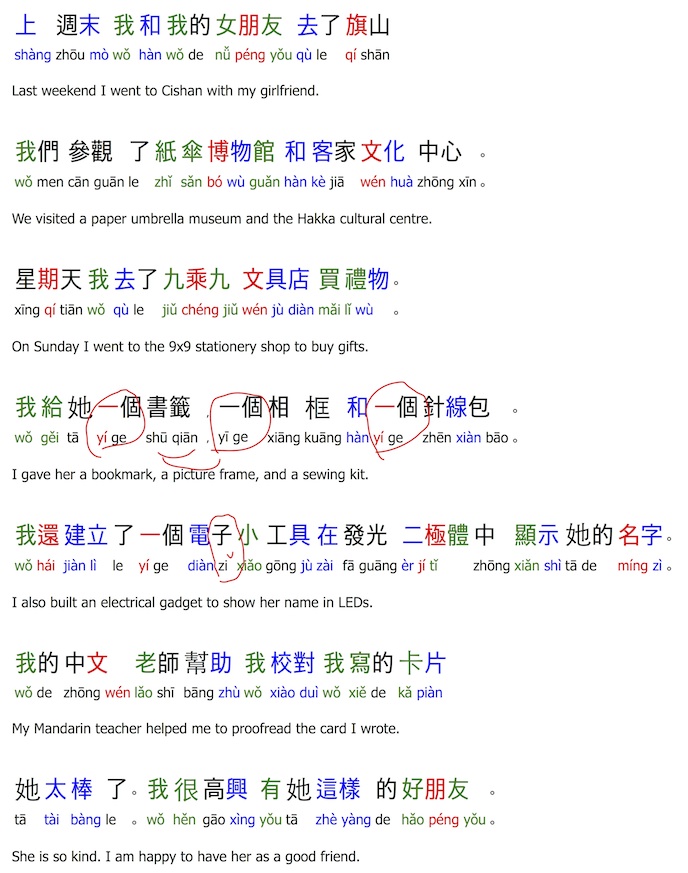 上 週末 我和我的女朋友 去了旗山
shàng zhōu mò wǒ hàn wǒ de nǚ péng yǒu qù le qí shān
Last weekend I went to Cishan with my girlfriend.
我們 參觀 了紙傘博物館 和客家文化 中心 。
wǒ men cān guān le zhǐ sǎn bó wù guǎn hàn kè jiā wén huà zhōng xīn 。
We visited a paper umbrella museum and the Hakka cultural centre.
星期天 我去了九乘九 文具店 買禮物。
xīng qí tiān wǒ qù le jiǔ chéng jiǔ wén jù diàn mǎi lǐ wù 。
On Sunday I went to the 9x9 stationery shop to buy gifts.
我給她一個書籤 , 一個相 框 和 一個針線包 。
wǒ gěi tā yí ge shū qiān , yī ge xiāng kuāng hàn yí ge zhēn xiàn bāo 。
I gave her a bookmark, a picture frame, and a sewing kit.
我還建立了一個電子小工具在發光 二極體中 顯示她的名字。
wǒ hái jiàn lì le yí ge diàn zi xiǎo gōng jù zài fā guāng èr jí tǐ zhōng xiǎn shì tā de míng zì 。
I also built an electrical gadget to show her name in LEDs.
我的中文 老師幫助 我校對我寫的卡片
wǒ de zhōng wén lǎo shī bāng zhù wǒ xiào duì wǒ xiě de kǎ piàn
My Mandarin teacher helped me to proofread the card I wrote.
她太棒 了。我很高興 有她這樣 的好朋友 。
tā tài bàng le 。wǒ hěn gāo xìng yǒu tā zhè yàng de hǎo péng yǒu 。
She is so kind. I am happy to have her as a good friend.